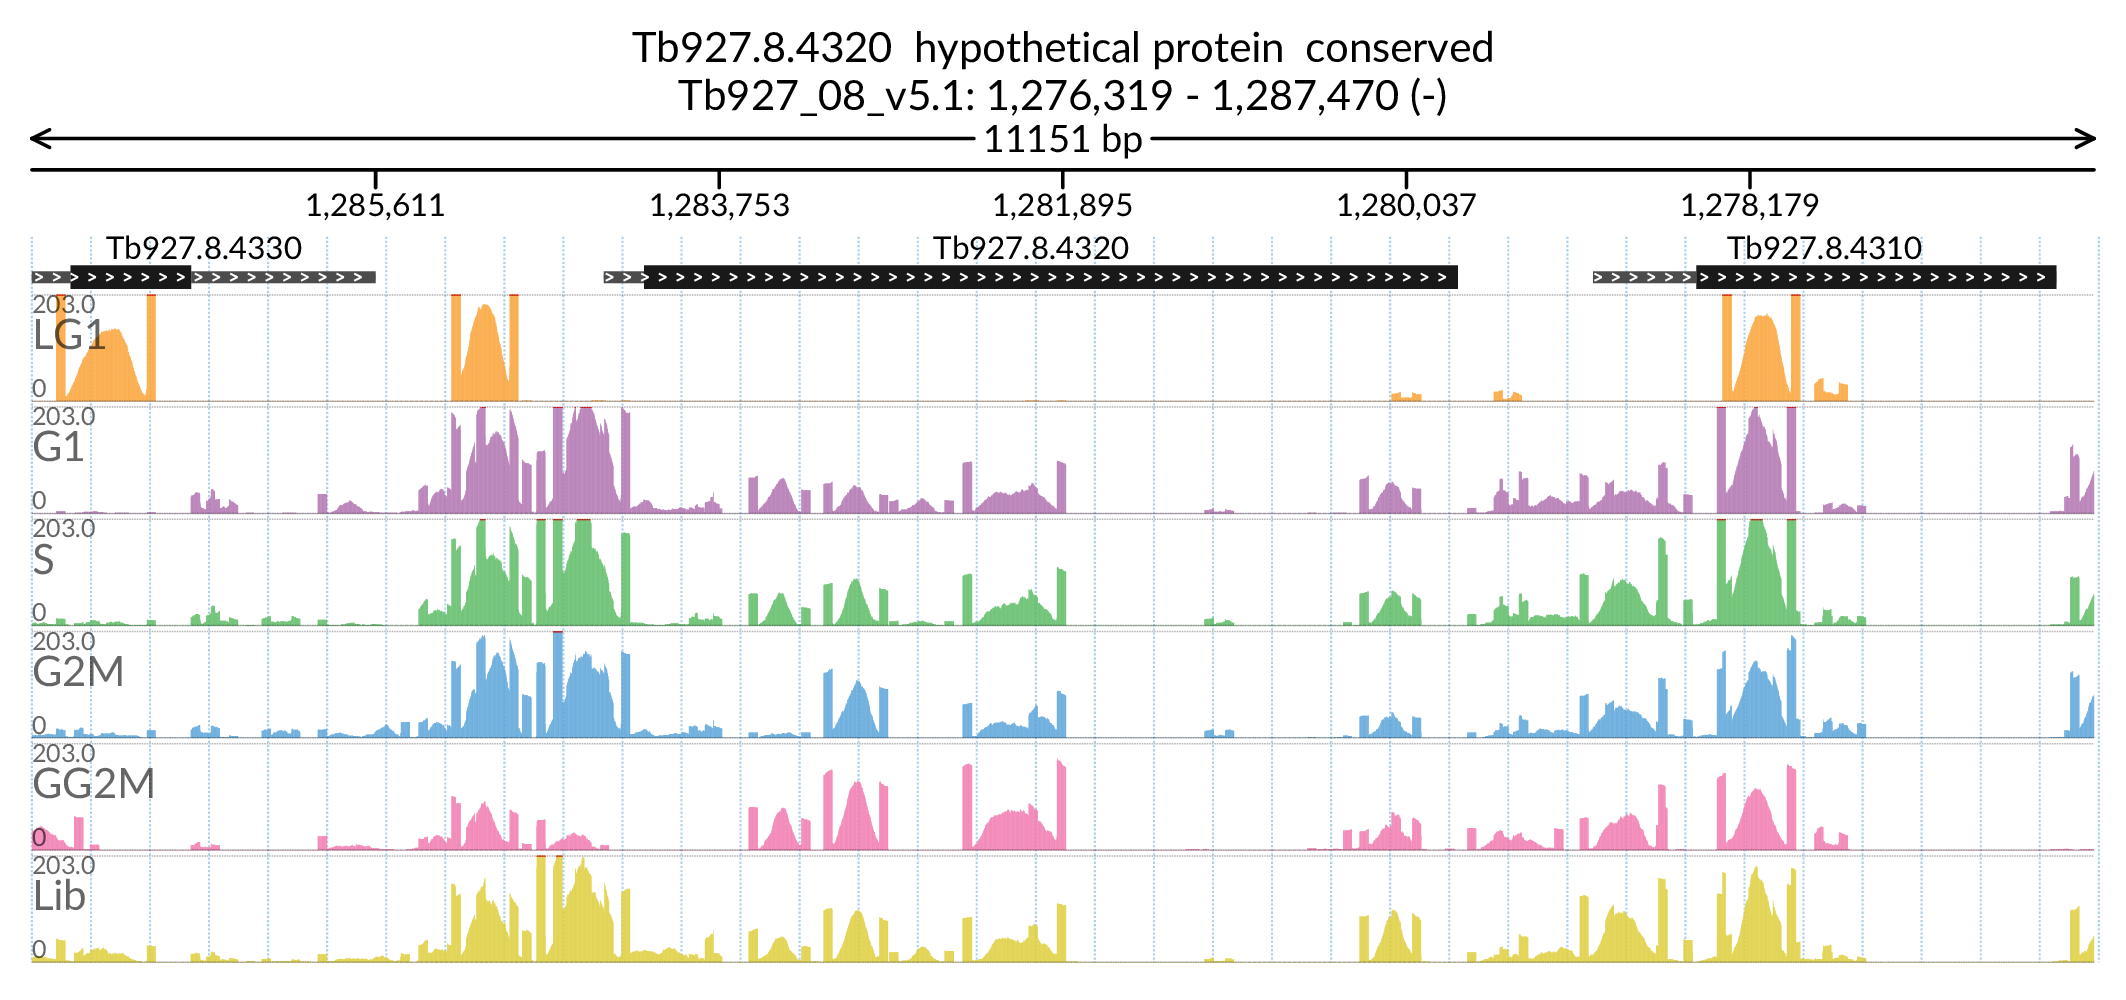 Tb927.8.4320 hypothetical protein conserved
Tb927_08_v5.1: 1,276,319 - 1,287,470 (-)
11151 bp
1,285,611 1,283,753 1,281,895 1,280,037 1,278,179
Tb927.8.4330 Tb927.8.4320 Tb927.8.4310
203.0
LG1
0
203.0
G1
0
203.0
S
0
203.0
G2M
0
203.0
GG2M
0
203.0
Lib
0